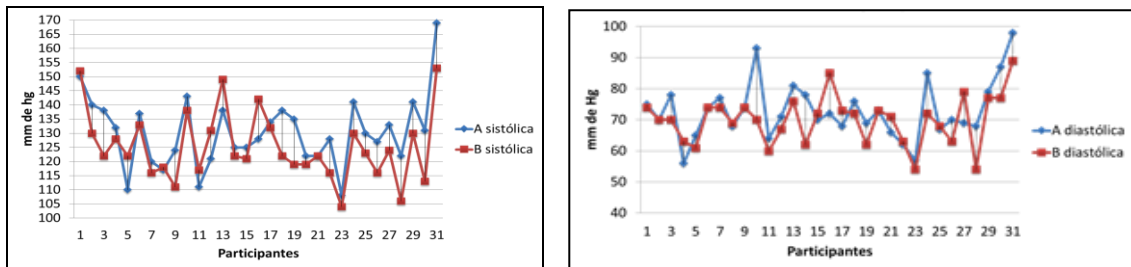 170
165
160
155
150
145
140
135
130
125
120
115
110
105
100
mm de hg
1 3 5 7 9 11 13 15 17 19 21 23 25 27 29 31
Participantes
A sistólica
B sistólica
100
90
80
70
60
50
40
mm de Hg
1 3 5 7 9 11 13 15 17 19 21 23 25 27 29 31
Participantes
A diastólica
B diastólica